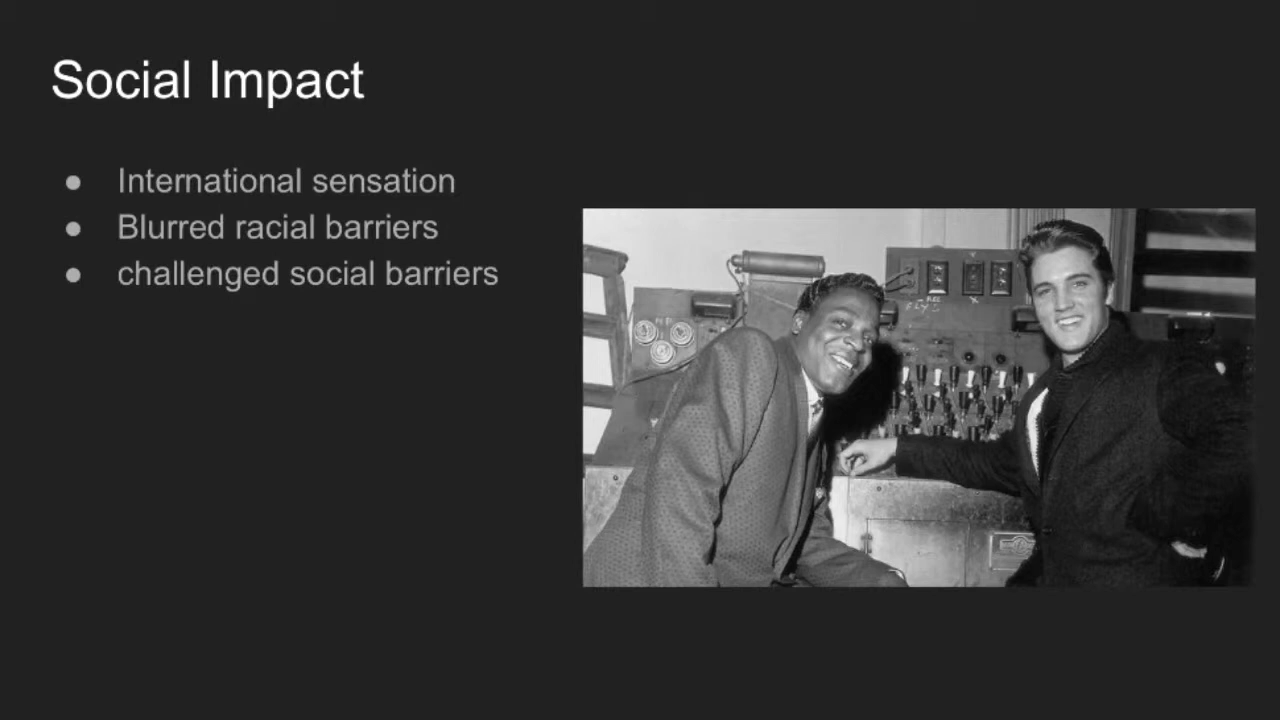 Social Impact
● International sensation
● Blurred racial barriers
● challenged social barriers